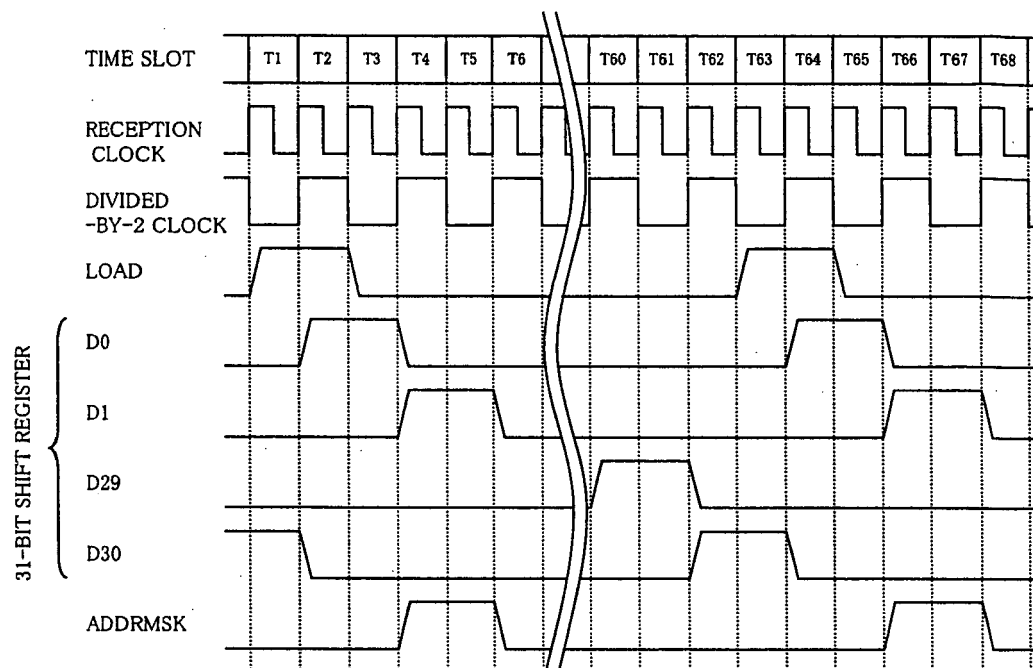 TIME SLOT T1 T2 T3 T4 T5 T6 T60 T61 T62 T63 T64 T65 T66 T67 T68
RECEPTION
CLOCK
DIVIDED
-BY-2 CLOCK
LOAD
31-BIT SHIFT REGISTER
D0
D1
D29
D30
ADDRMSK